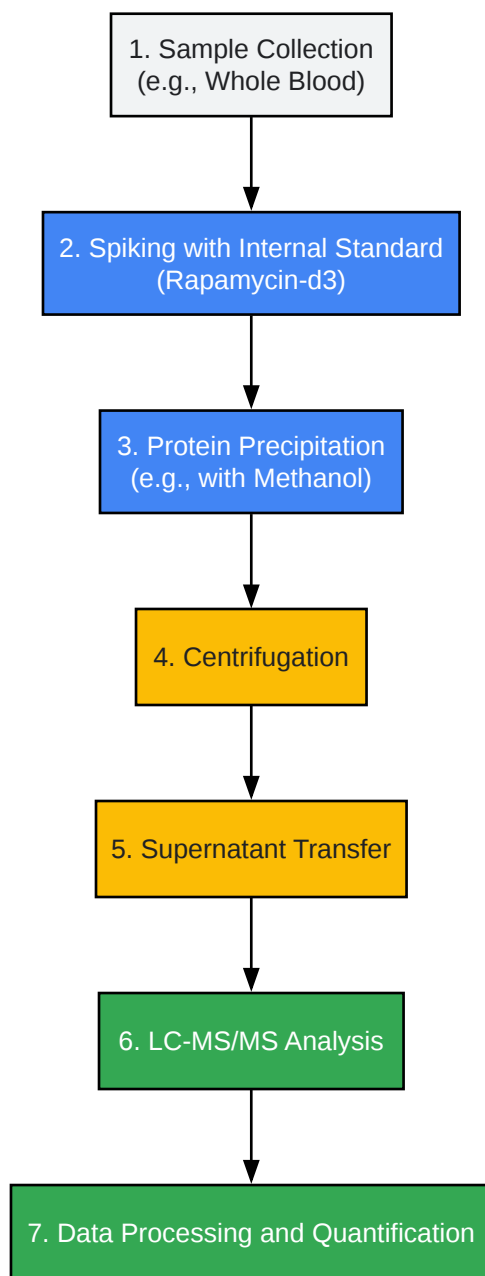 1. Sample Collection
(e.g., Whole Blood)
2. Spiking with Internal Standard
(Rapamycin-d3)
3. Protein Precipitation
(e.g., with Methanol)
4. Centrifugation
5. Supernatant Transfer
6. LC-MS/MS Analysis
7. Data Processing and Quantification